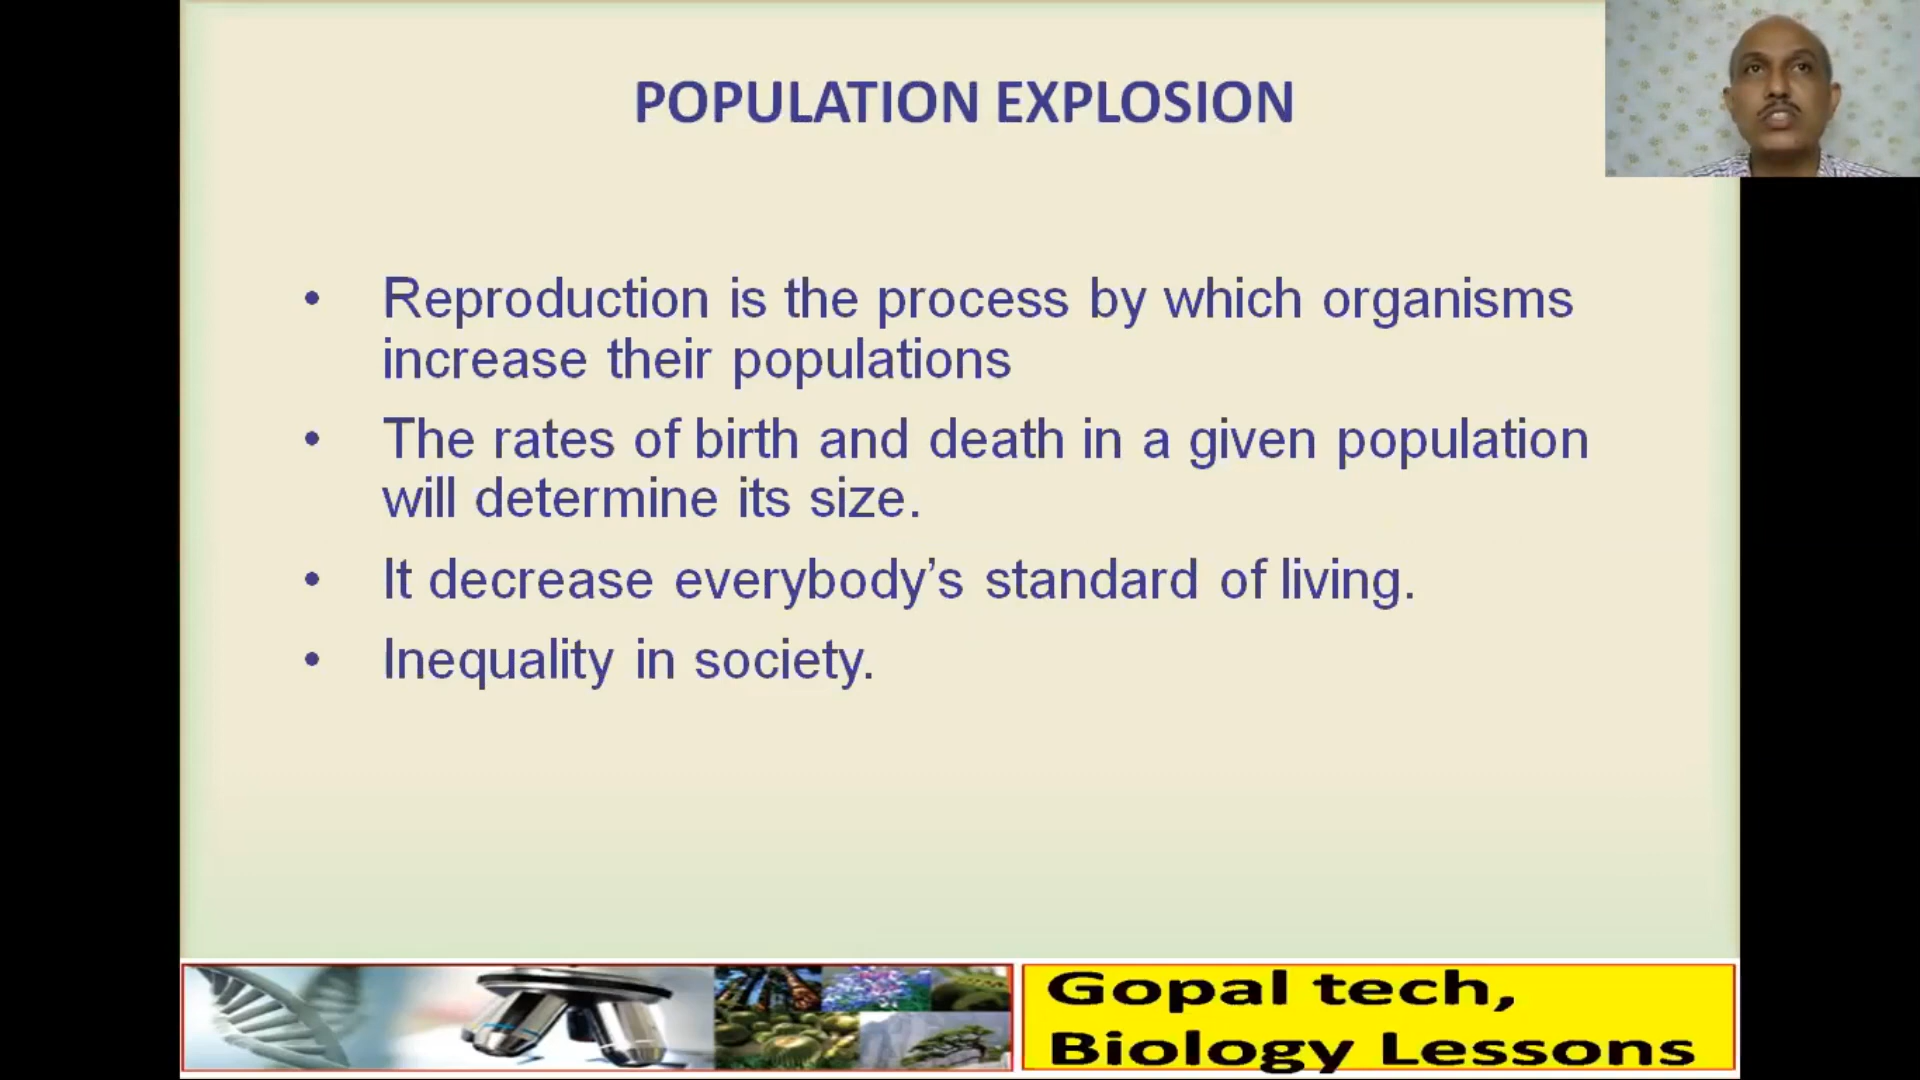 POPULATION EXPLOSION
• Reproduction is the process by which organisms
increase their populations
• The rates of birth and death in a given population
will determine its size.
• It decrease everybody’s standard of living.
• Inequality in society.
Gopal tech,
Biology Lessons